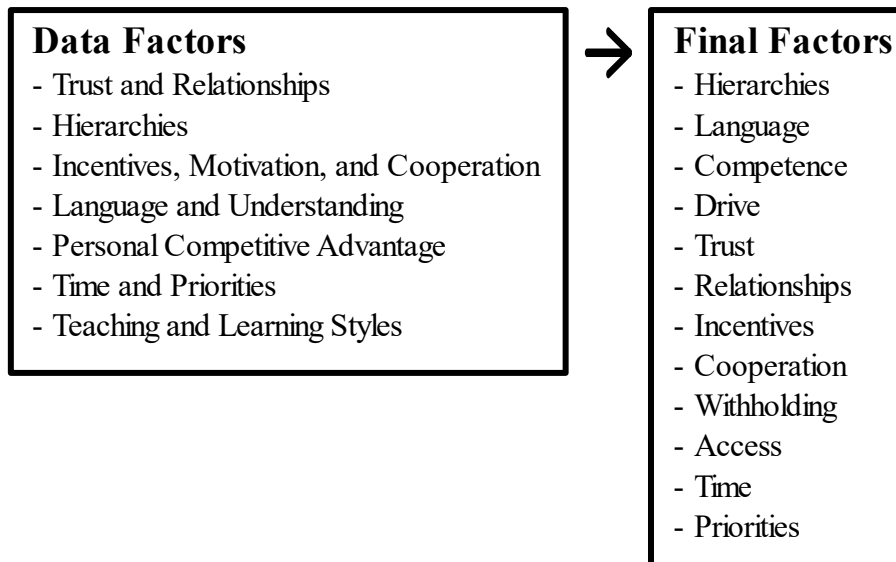 Data Factors
- Trust and Relationships
- Hierarchies
- Incentives, Motivation, and Cooperation
- Language and Understanding
- Personal Competitive Advantage
- Time and Priorities
- Teaching and Learning Styles
Final Factors
- Hierarchies
- Language
- Competence
- Drive
- Trust
- Relationships
- Incentives
- Cooperation
- Withholding
- Access
- Time
- Priorities